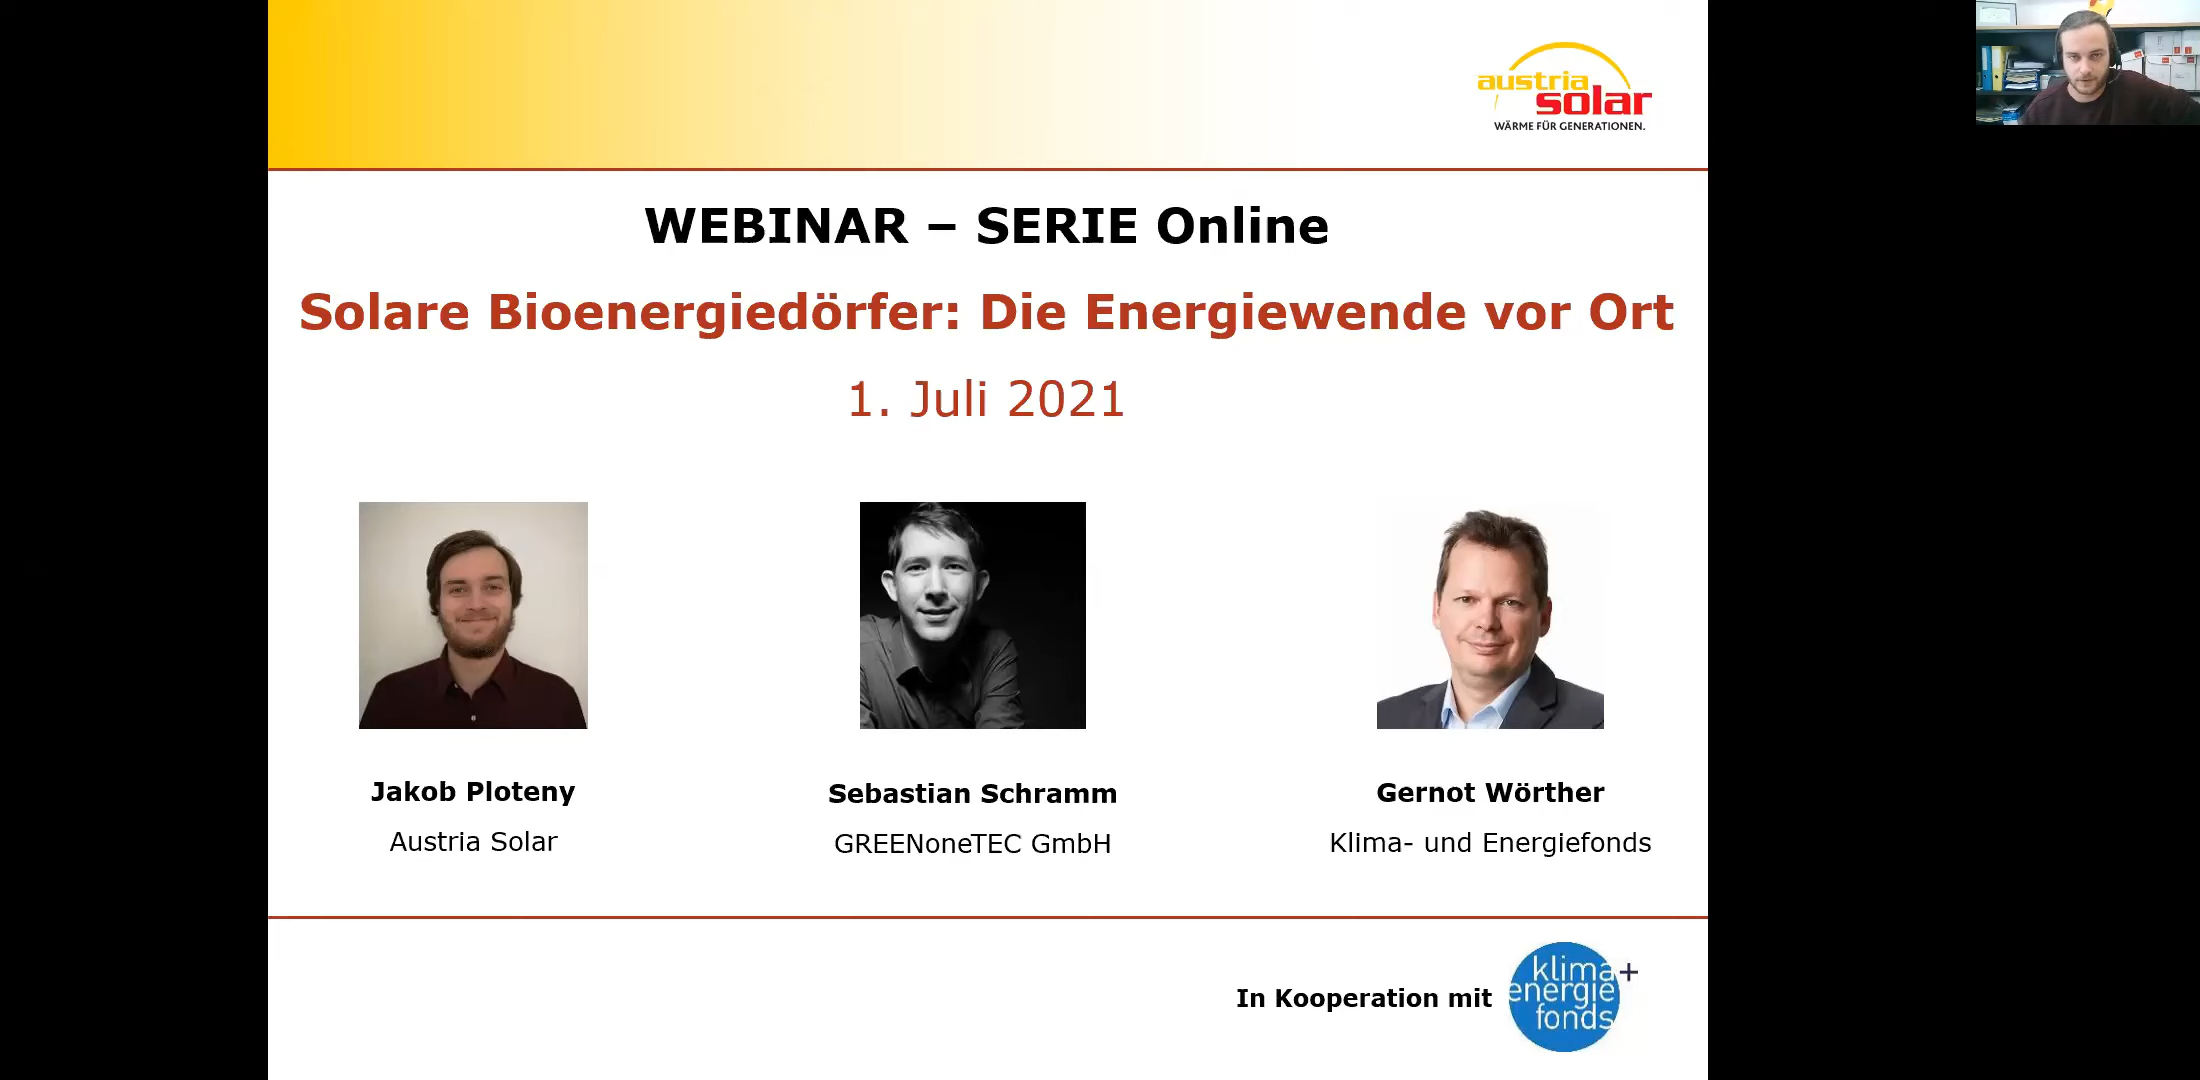 austria
solar
WÄRME FÜR GENERATIONEN.
WEBINAR – SERIE Online
Solare Bioenergiedörfer: Die Energiewende vor Ort
1. Juli 2021
Jakob Ploteny
Austria Solar
Sebastian Schramm
GREENoneTEC GmbH
Gernot Wörther
Klima- und Energiefonds
In Kooperation mit
klima+
energie
fonds